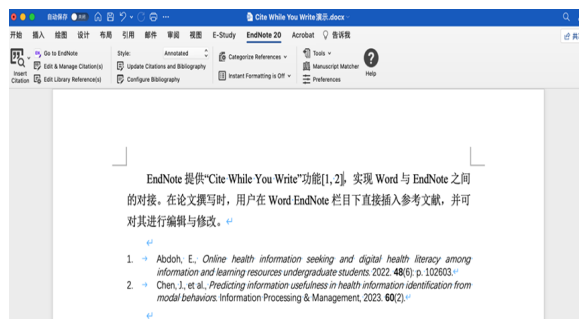 自动保存
Cite While You Write演示.docx
开始 插入 绘图 设计 布局 引用 邮件 审阅 视图 E-Study EndNote 20 Acrobat 告诉我
Go to EndNote
Edit & Manage Citation(s)
Edit Library Reference(s)
Insert
Citation
Style: Annotated
Update Citations and Bibliography
Configure Bibliography
Categorize References
Instant Formatting is Off
Tools
Manuscript Matcher
Preferences
Help
EndNote 提供“Cite While You Write”功能[1, 2]，实现 Word 与 EndNote 之间
的对接。在论文撰写时，用户在 Word EndNote 栏目下直接插入参考文献，并可
对其进行编辑与修改。
1. Abdoh, E., Online health information seeking and digital health literacy among
information and learning resources undergraduate students. 2022. 48(6): p. 102603.
2. Chen, J., et al., Predicting information usefulness in health information identification from
modal behaviors. Information Processing & Management, 2023. 60(2).